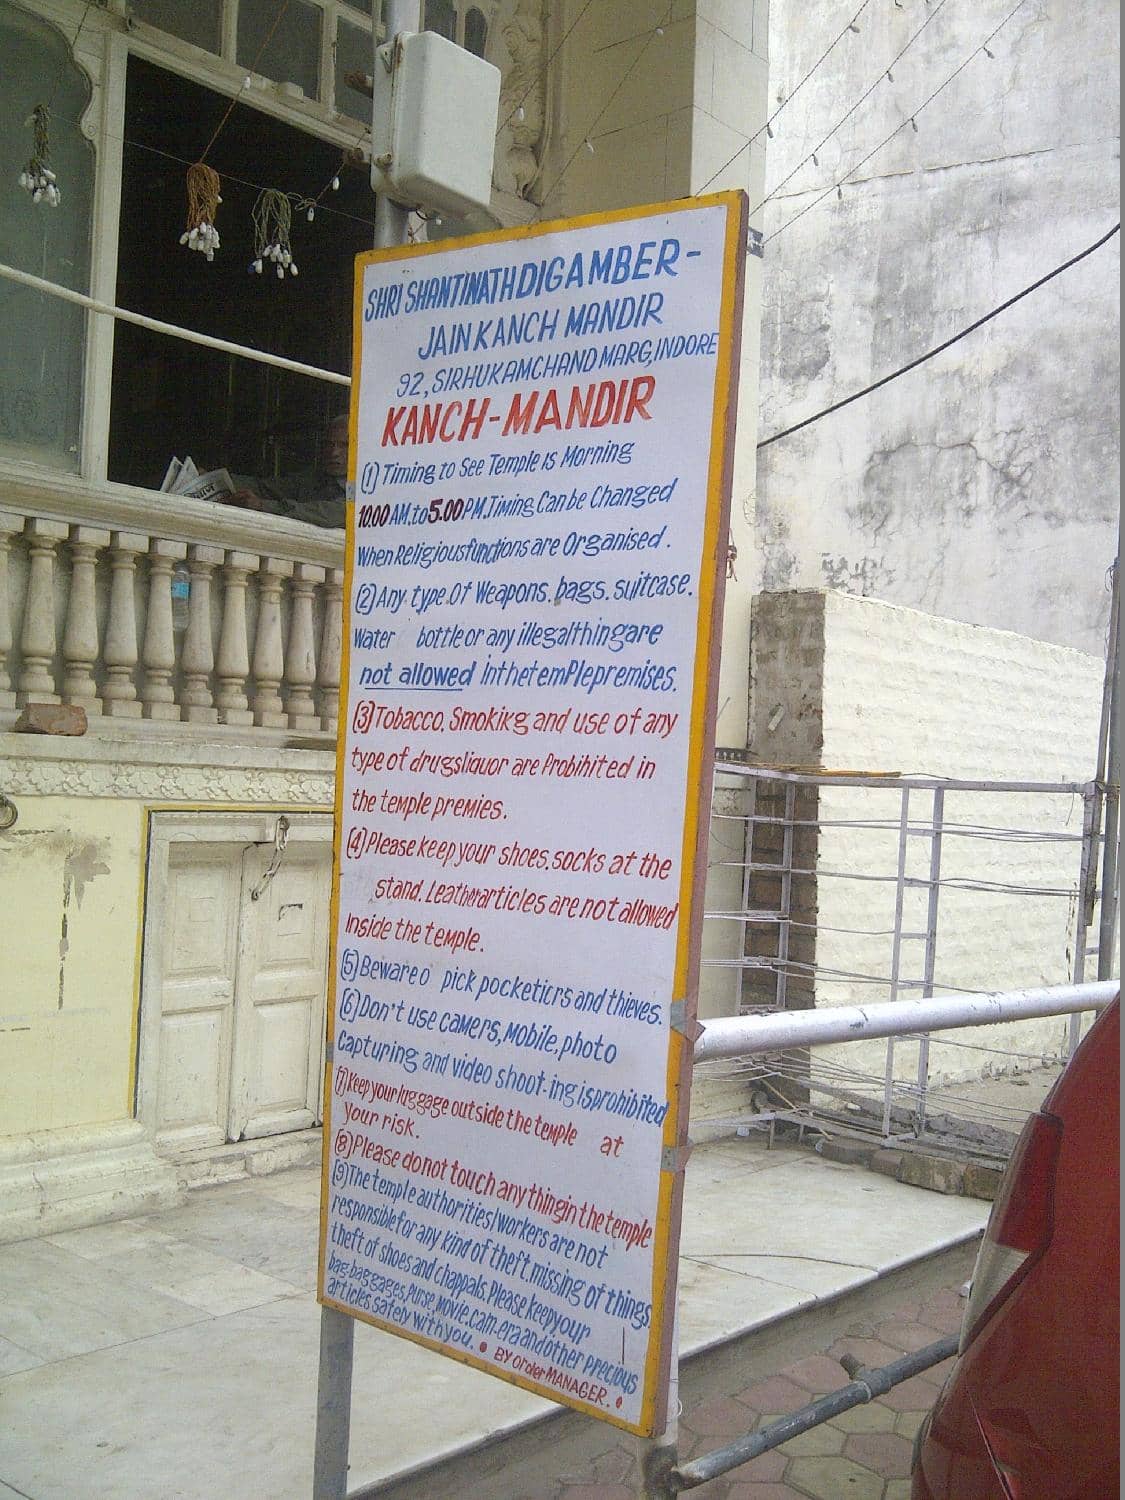 SHRI SHANTINATH DIGAMBER-
JAIN KANCH MANDIR
92, SIRHUKAMCHAND MARG, INDORE
KANCH-MANDIR
(1) Timing to See Temple is Morning
10.00 AM. to 5.00 PM. Timing Can be Changed
When Religious functions are Organised.
(2) Any type. Of Weapons. bags. suitcase.
Water bottle or any illegal thing are
not allowed in the temPle premises.
(3) Tobacco. Smokikg and use of any
type of drugs liquor are Probihited in
the temple premies.
(4) Please keep your shoes, socks at the
stand. Leather articles are not allowed
Inside the temple.
(5) Beware o pick pocketicrs and thieves.
(6) Don't use camers, Mobile, photo
Capturing and video shoot-ing is prohibited
(7) Keep your luggage outside the temple at
your risk.
(8) Please do not touch any thing in the temple
(9) The temple authorities/workers are not
responsible for any kind of theft, missing of things
theft of shoes and chappals. Please keep your
bag-baggages, Purse, Movie. cam-era and other precious
articles safely with you. • BY Order MANAGER. •